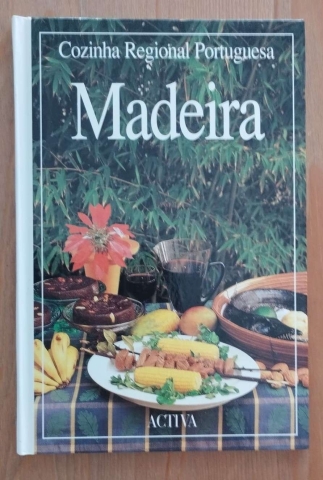 Cozinha Regional Portuguesa
Madeira
ACTIVA